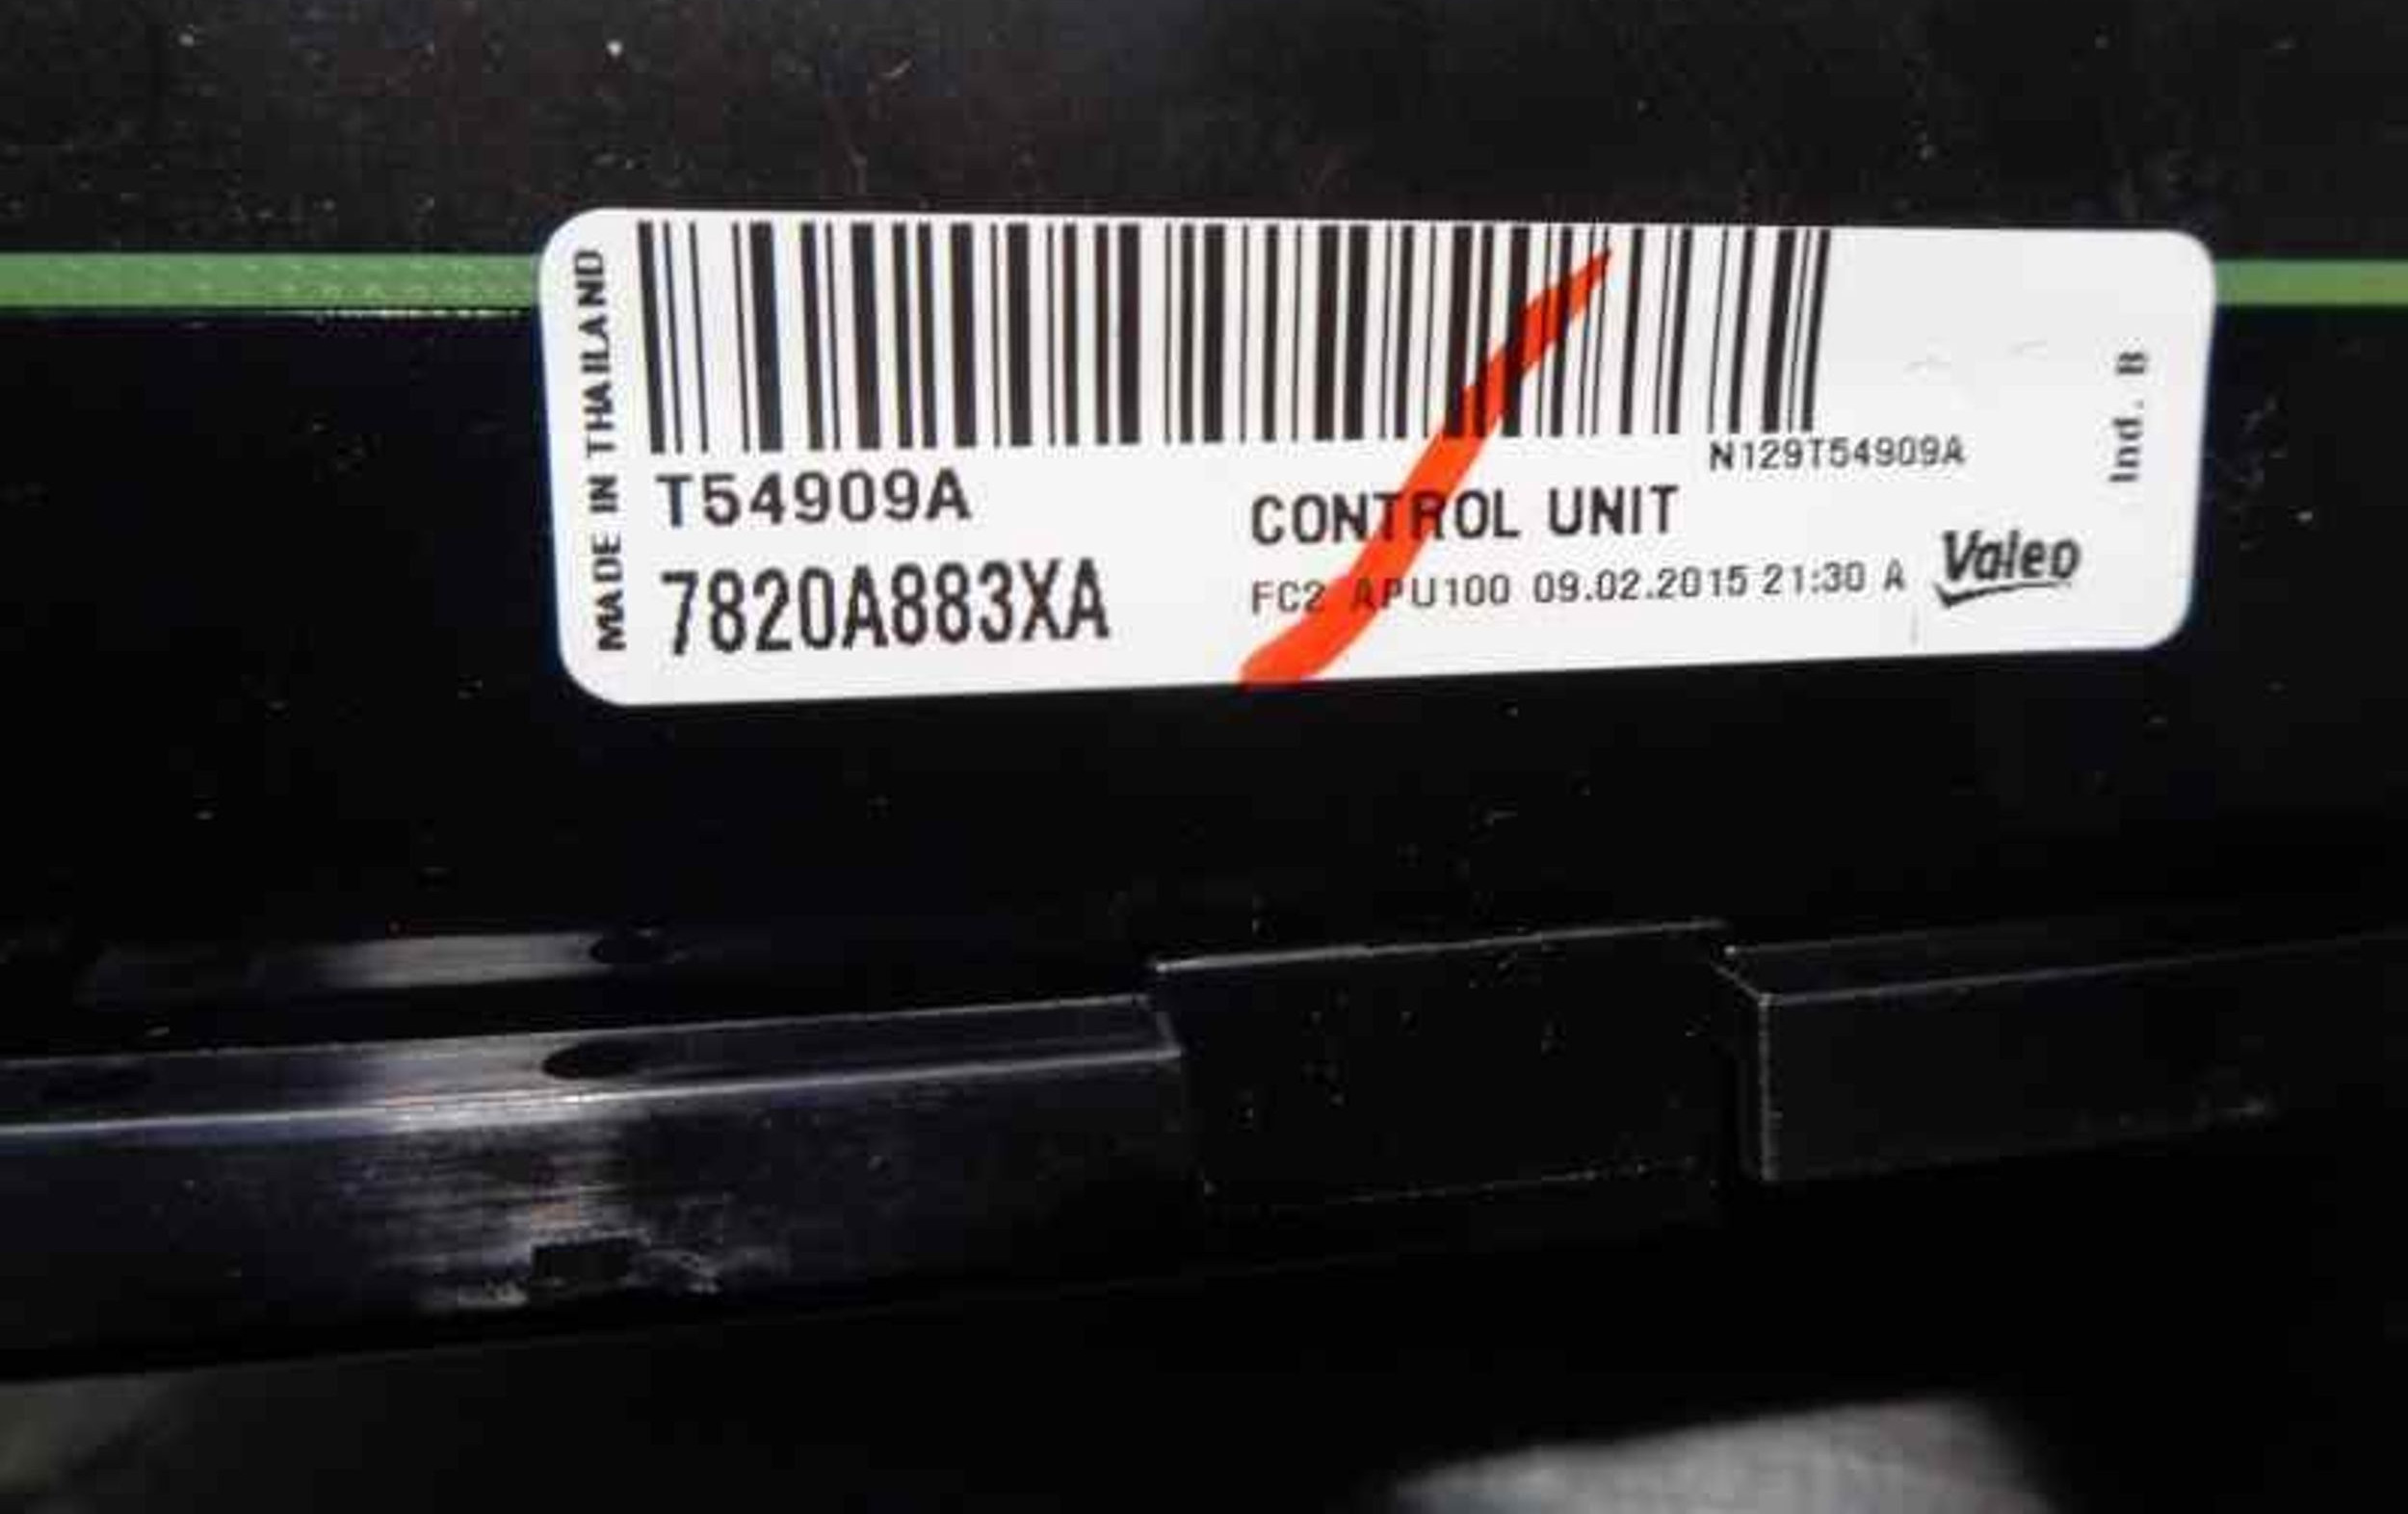 MADE IN THAILAND
N129T54909A
T54909A
CONTROL UNIT
7820A883XA
FC2 APU100 09.02.2015 21:30 A
Valeo
Ind. B